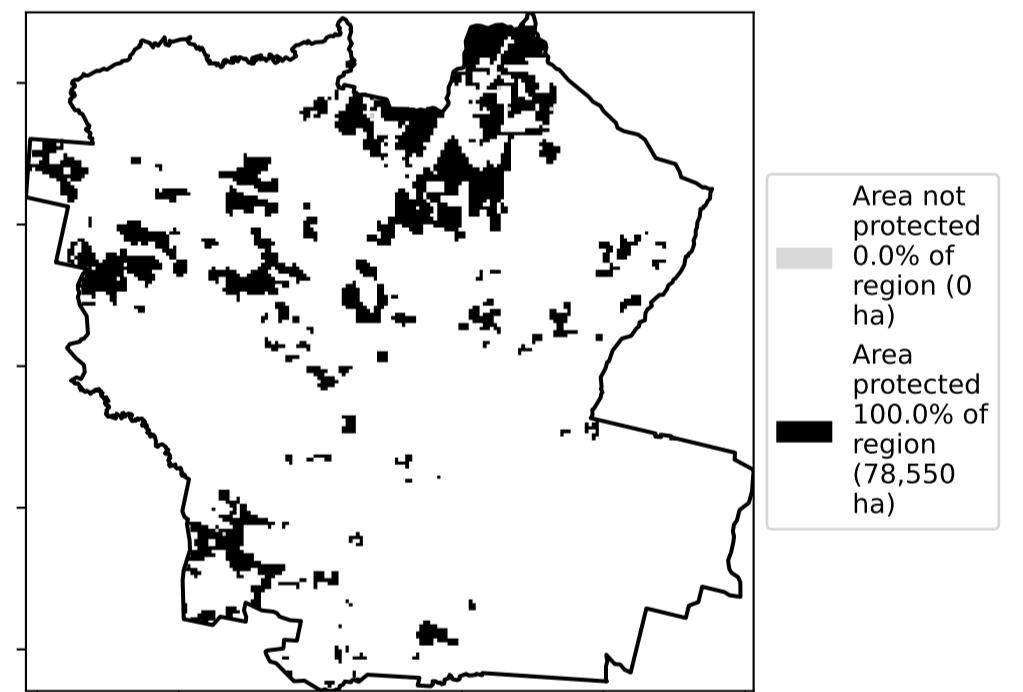 Area not
protected
0.0% of
region (0
ha)
Area
protected
100.0% of
region
(78,550
ha)